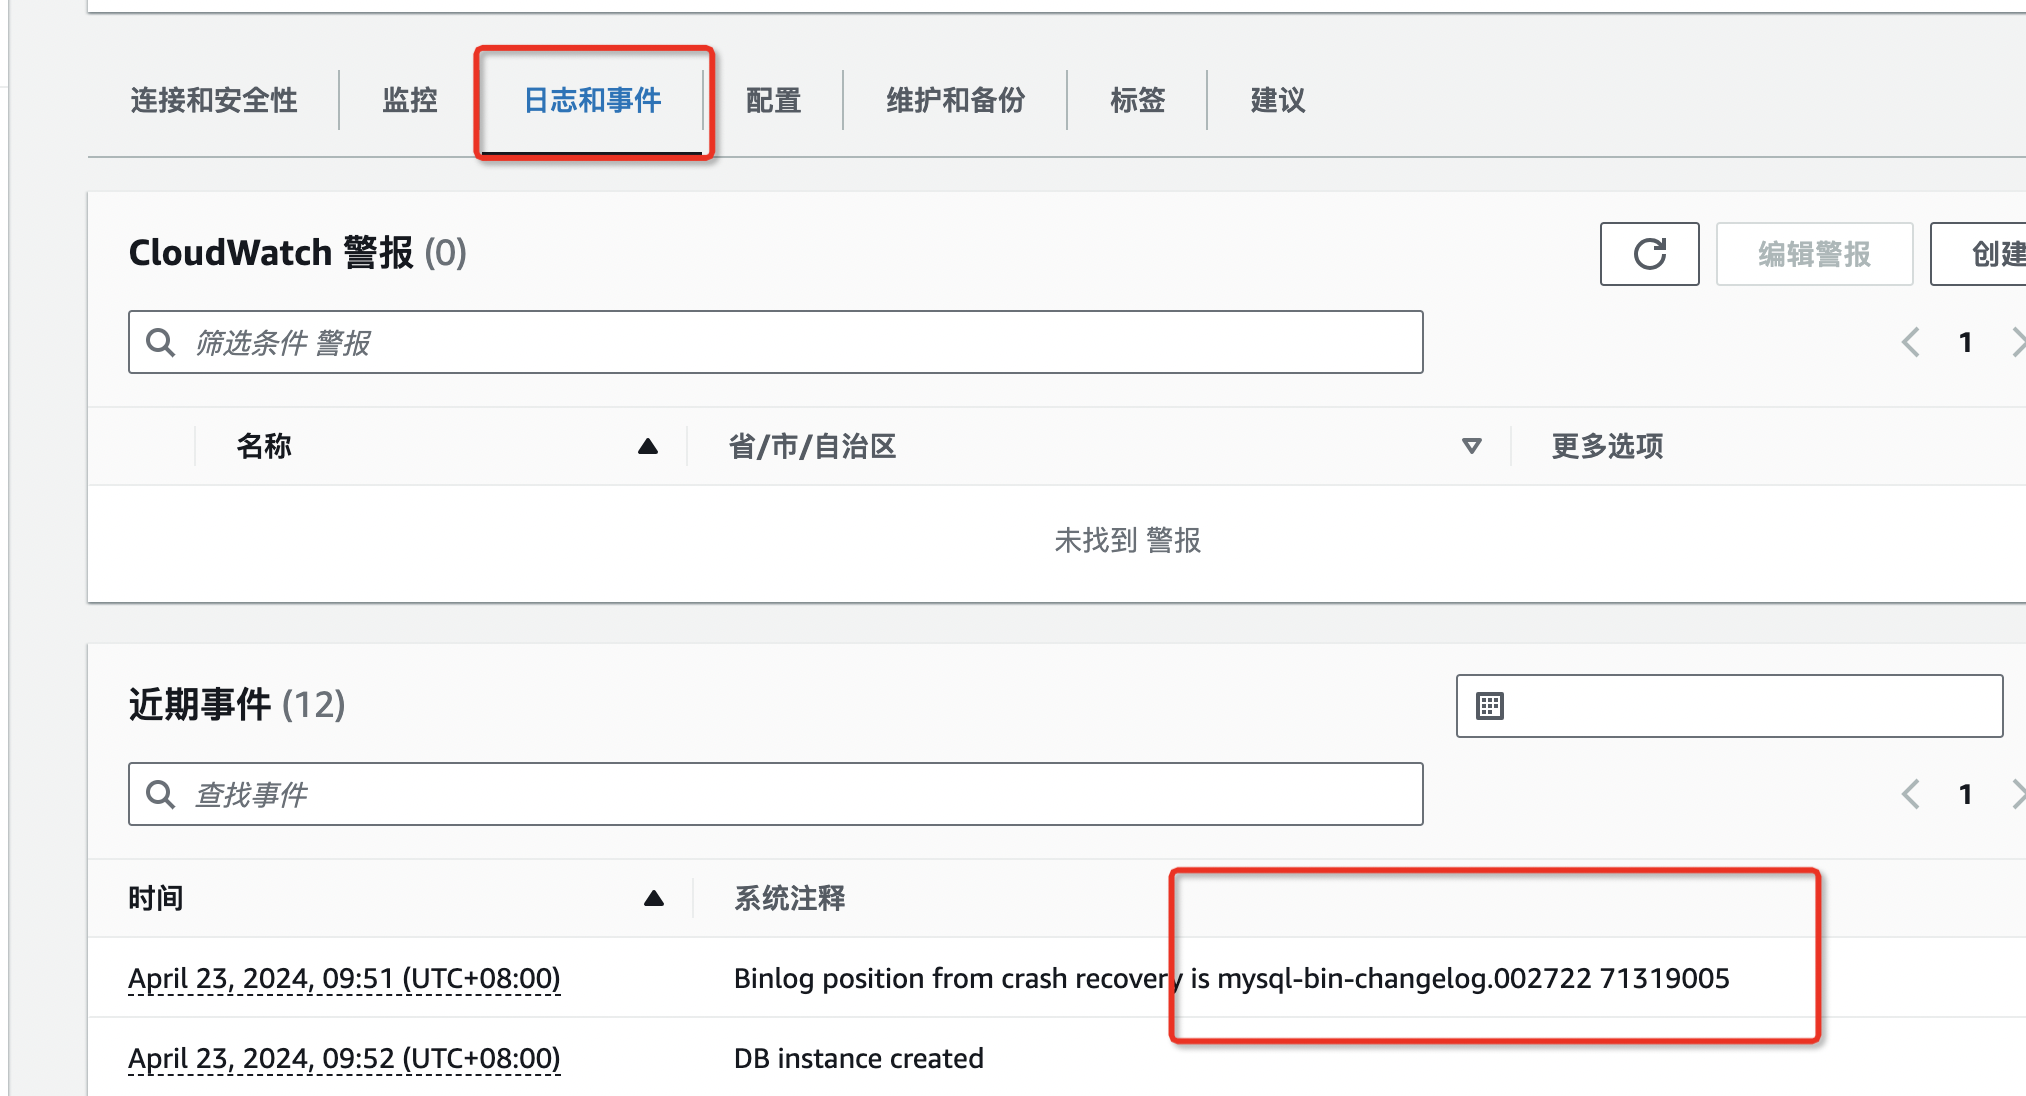 连接和安全性 监控 日志和事件 配置 维护和备份 标签 建议
CloudWatch 警报 (0)
编辑警报 创建
筛选条件 警报
1
名称 省/市/自治区 更多选项
未找到 警报
近期事件 (12)
查找事件
1
时间 系统注释
April 23, 2024, 09:51 (UTC+08:00) Binlog position from crash recovery is mysql-bin-changelog.002722 71319005
April 23, 2024, 09:52 (UTC+08:00) DB instance created